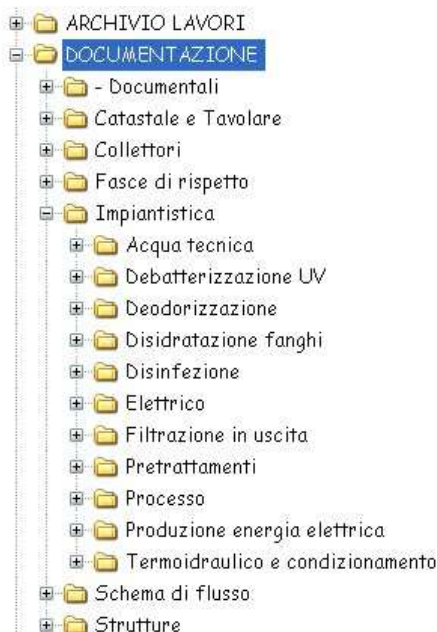 ARCHIVIO LAVORI
DOCUMENTAZIONE
- Documentali
Catastale e Tavolare
Collettori
Fasce di rispetto
Impiantistica
Acqua tecnica
Debatterizzazione UV
Deodorizzazione
Disidratazione fanghi
Disinfezione
Elettrico
Filtrazione in uscita
Pretrattamenti
Processo
Produzione energia elettrica
Termoidraulico e condizionamento
Schema di flusso
Strutture